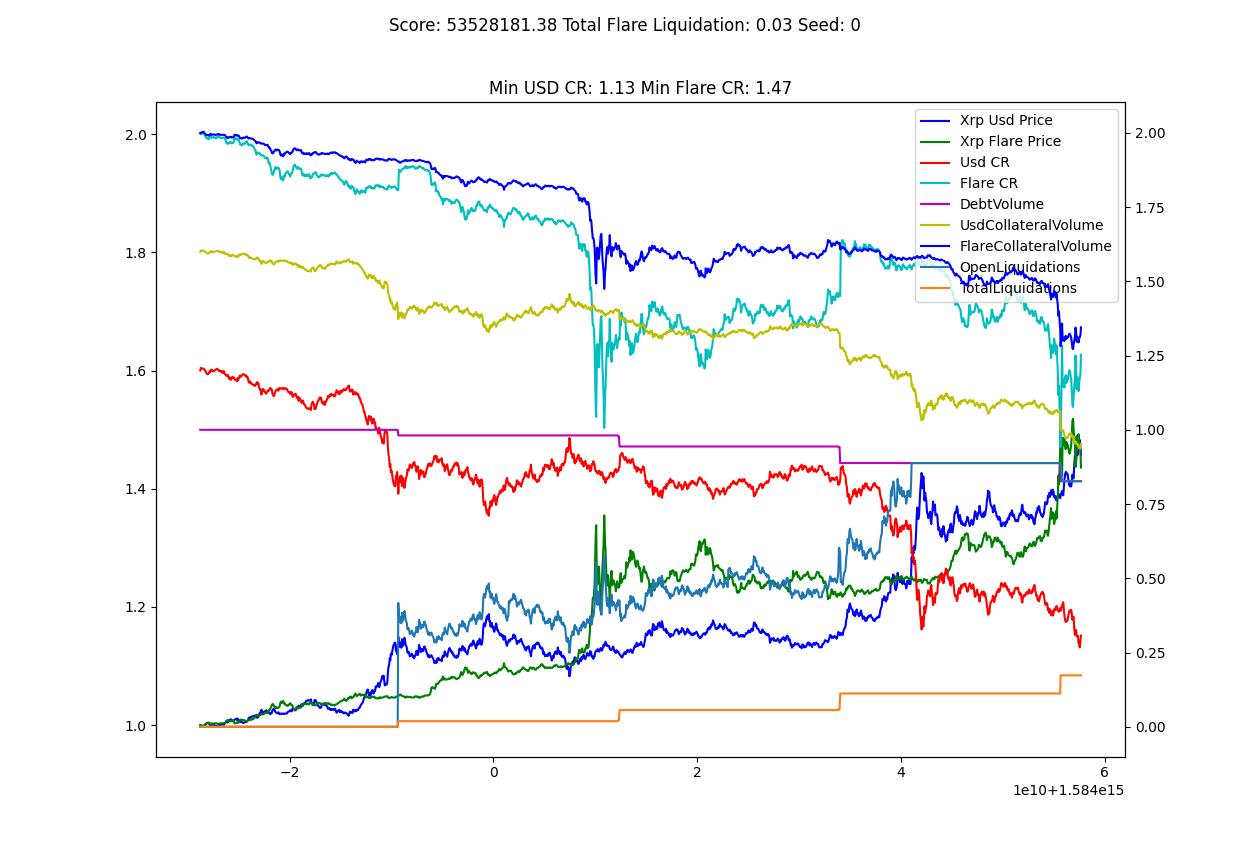 Score: 53528181.38 Total Flare Liquidation: 0.03 Seed: 0
Min USD CR: 1.13 Min Flare CR: 1.47
Xrp Usd Price
Xrp Flare Price
Usd CR
Flare CR
DebtVolume
UsdCollateralVolume
FlareCollateralVolume
OpenLiquidations
TotalLiquidations
2.0
1.8
1.6
1.4
1.2
1.0
2.00
1.75
1.50
1.25
1.00
0.75
0.50
0.25
0.00
−2
0
2
4
6
1e10+1.584e15